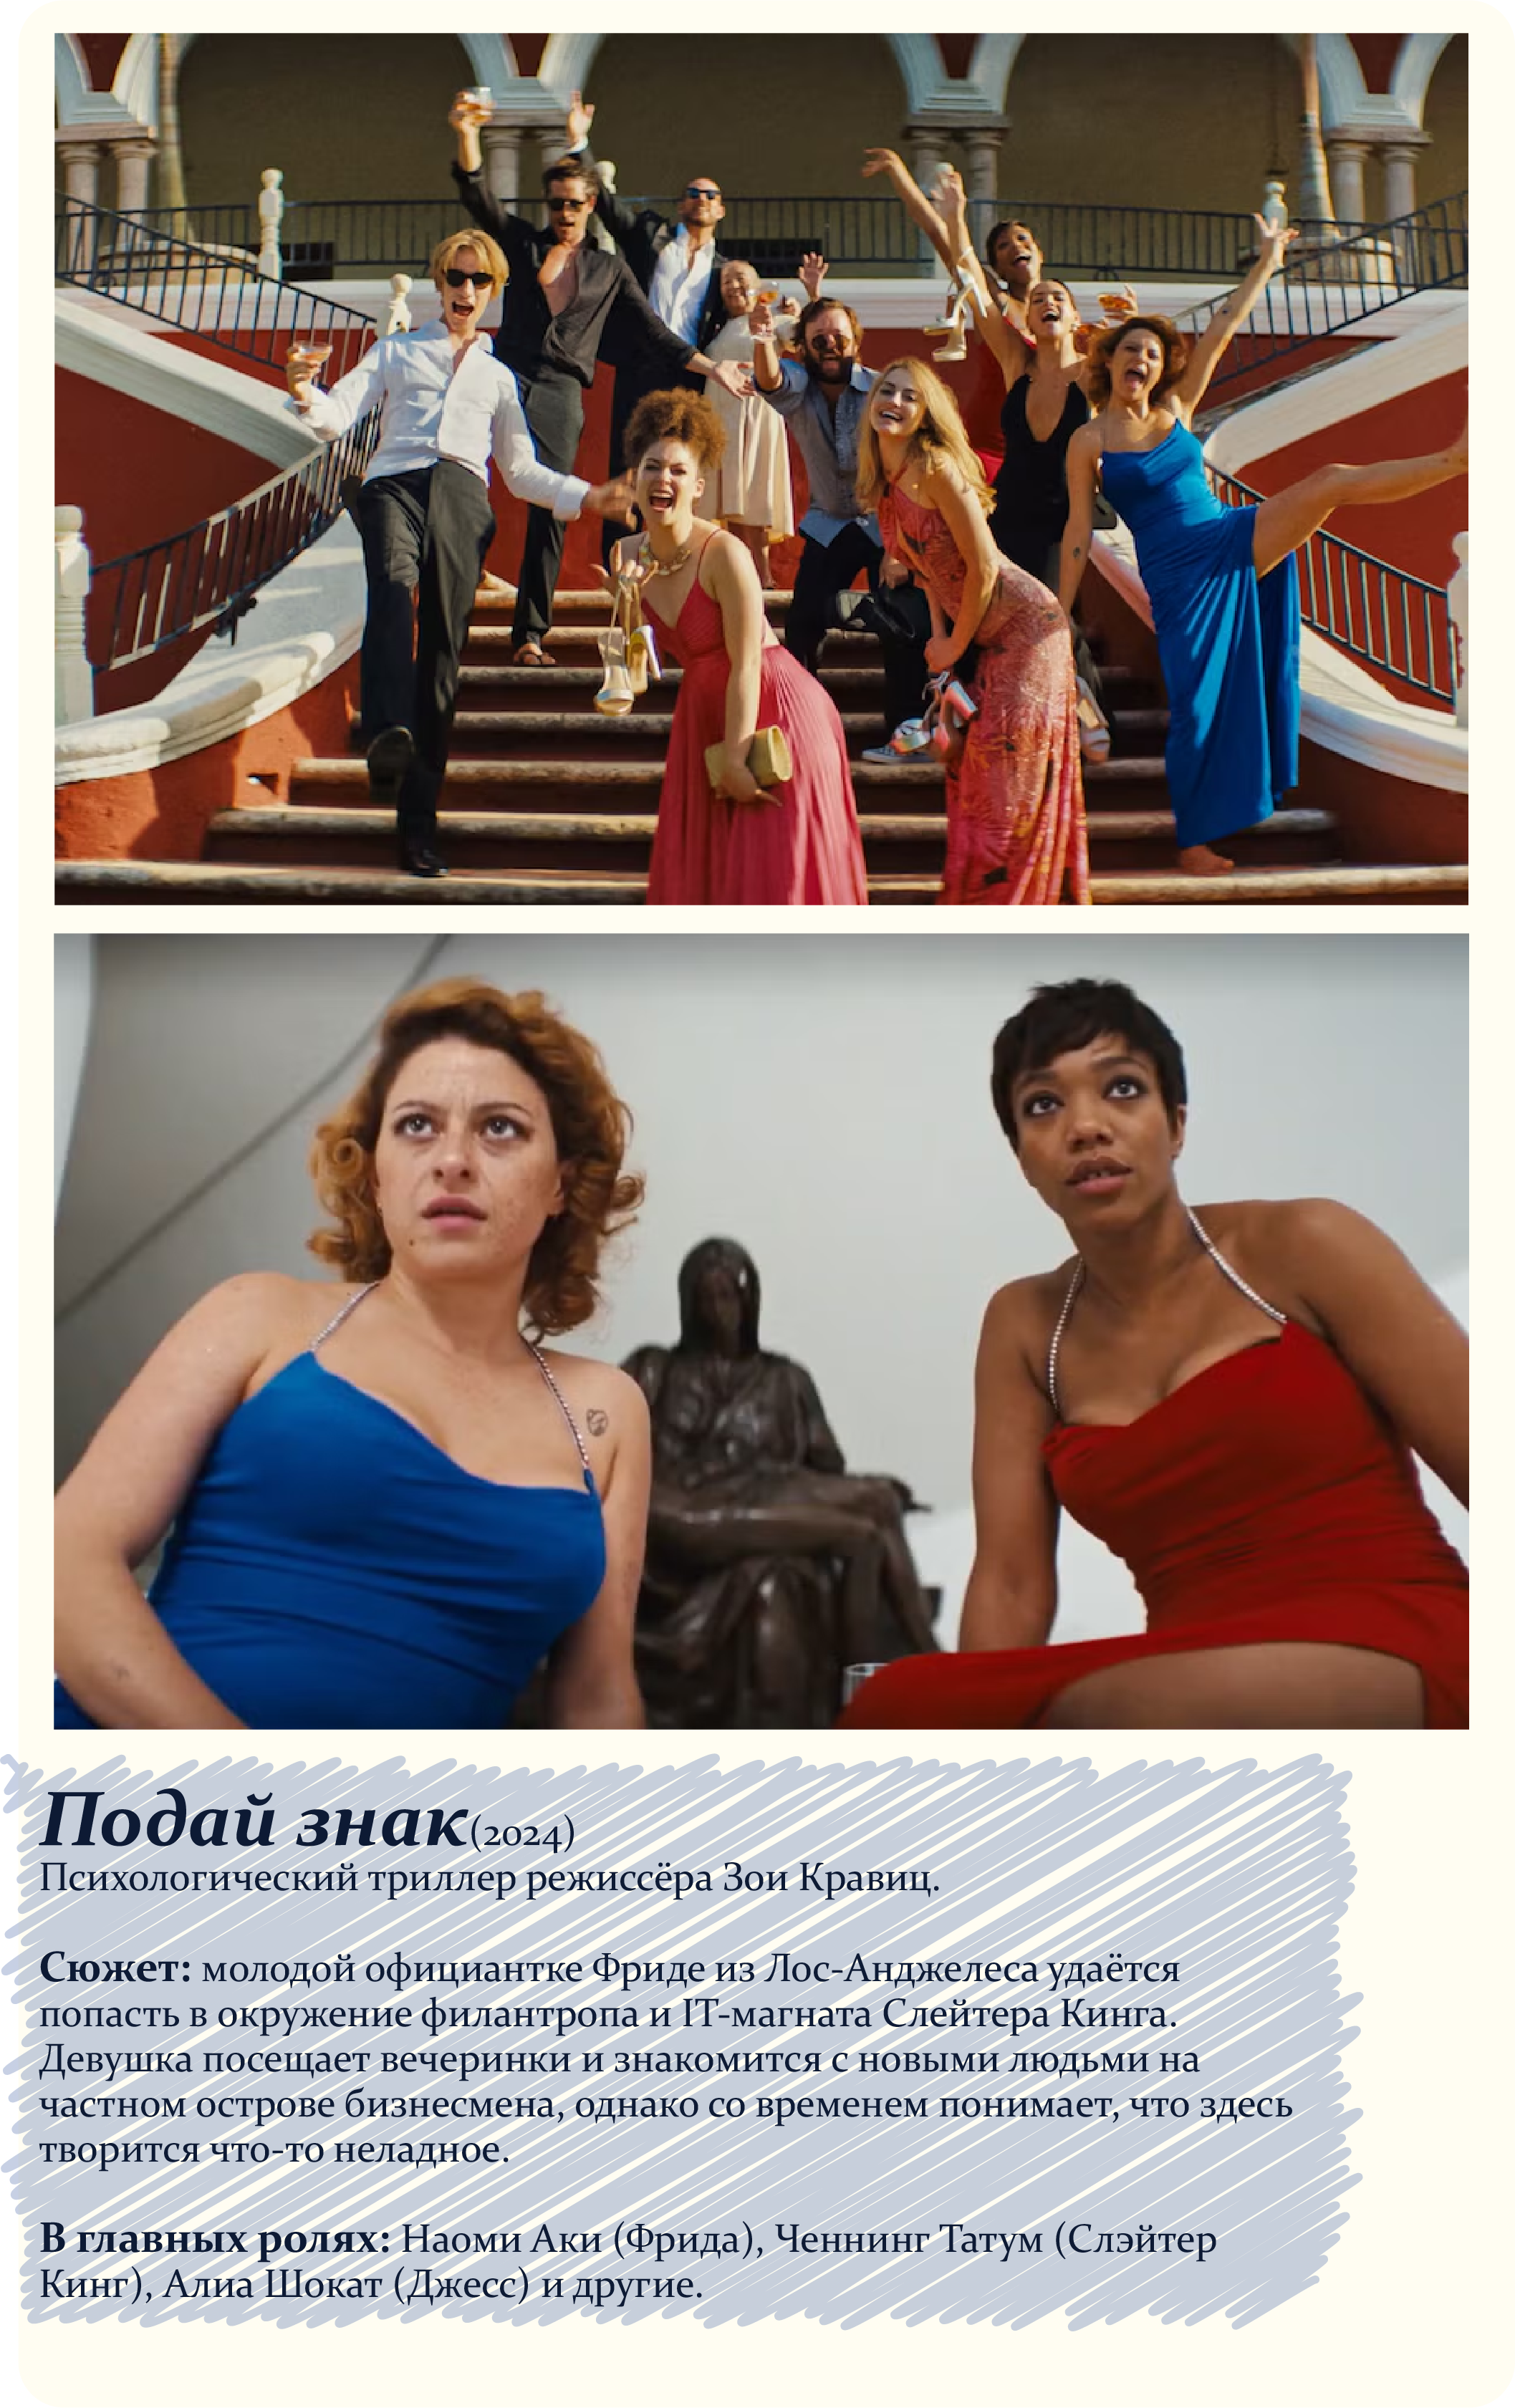 Подай знак(2024)
Психологический триллер режиссёра Зои Кравиц.
Сюжет: молодой официантке Фриде из Лос-Анджелеса удаётся
попасть в окружение филантропа и IT-магната Слейтера Кинга.
Девушка посещает вечеринки и знакомится с новыми людьми на
частном острове бизнесмена, однако со временем понимает, что здесь
творится что-то неладное.
В главных ролях: Наоми Аки (Фрида), Ченнинг Татум (Слэйтер
Кинг), Алиа Шокат (Джесс) и другие.